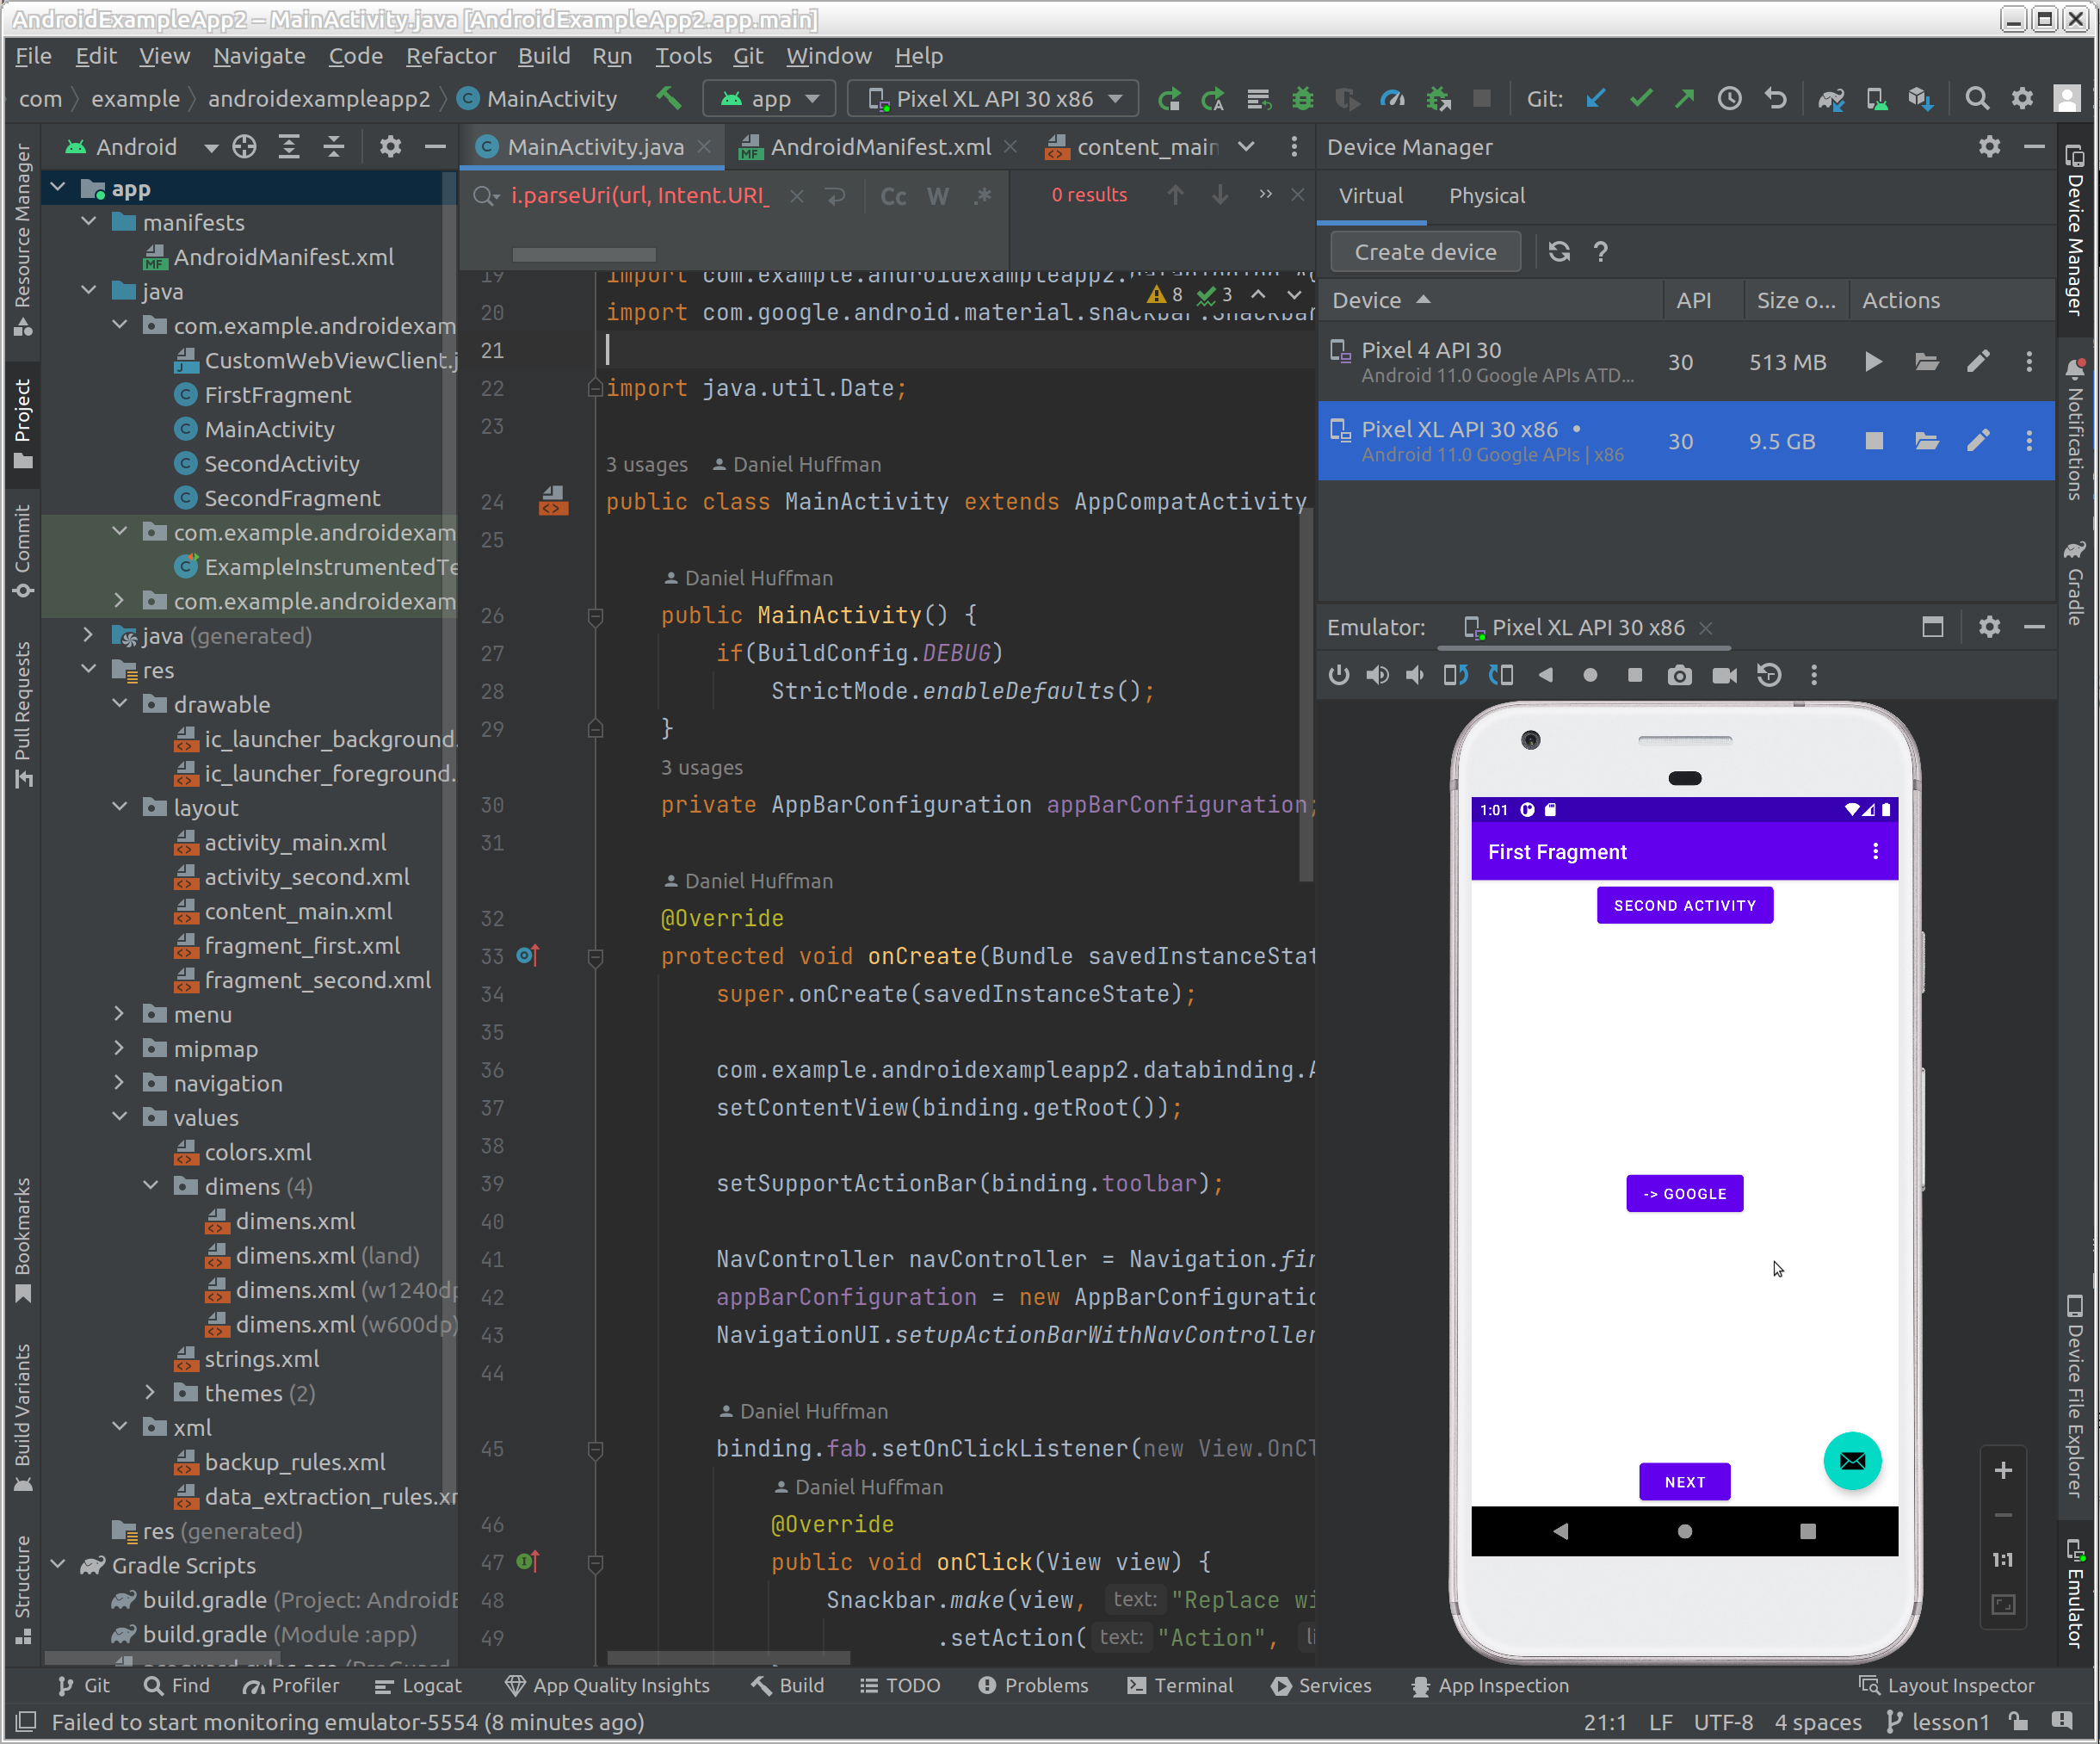 AndroidExampleApp2 – MainActivity.java [AndroidExampleApp2.app.main]
File Edit View Navigate Code Refactor Build Run Tools Git Window Help
com example androidexampleapp2 MainActivity app Pixel XL API 30 x86 Git:
Resource Manager
Project
Commit
Pull Requests
Bookmarks
Build Variants
Structure
Android
app
manifests
AndroidManifest.xml
java
com.example.androidexam
CustomWebViewClient.j
FirstFragment
MainActivity
SecondActivity
SecondFragment
com.example.androidexam
ExampleInstrumentedTe
com.example.androidexam
java (generated)
res
drawable
ic_launcher_background.
ic_launcher_foreground.
layout
activity_main.xml
activity_second.xml
content_main.xml
fragment_first.xml
fragment_second.xml
menu
mipmap
navigation
values
colors.xml
dimens (4)
dimens.xml
dimens.xml (land)
dimens.xml (w1240dp
dimens.xml (w600dp)
strings.xml
themes (2)
xml
backup_rules.xml
data_extraction_rules.xm
res (generated)
Gradle Scripts
build.gradle (Project: AndroidE
build.gradle (Module :app)
MainActivity.java AndroidManifest.xml content_main
i.parseUri(url, Intent.URI_ Cc W .* 0 results
8 3
19 import com.example.androidexampleapp2.databinding.Ac
20 import com.google.android.material.snackbar.Snackbar
21
22 import java.util.Date;
23
3 usages Daniel Huffman
24 public class MainActivity extends AppCompatActivity
25
Daniel Huffman
26 public MainActivity() {
27 if(BuildConfig.DEBUG)
28 StrictMode.enableDefaults();
29 }
3 usages
30 private AppBarConfiguration appBarConfiguration;
31
Daniel Huffman
32 @Override
33 protected void onCreate(Bundle savedInstanceStat
34 super.onCreate(savedInstanceState);
35
36 com.example.androidexampleapp2.databinding.A
37 setContentView(binding.getRoot());
38
39 setSupportActionBar(binding.toolbar);
40
41 NavController navController = Navigation.fin
42 appBarConfiguration = new AppBarConfiguratio
43 NavigationUI.setupActionBarWithNavController
44
Daniel Huffman
45 binding.fab.setOnClickListener(new View.OnCl
Daniel Huffman
46 @Override
47 public void onClick(View view) {
48 Snackbar.make(view, text: "Replace wi
49 .setAction( text: "Action", li
Device Manager
Virtual Physical
Create device ?
Device API Size o... Actions
Pixel 4 API 30 30 513 MB
Android 11.0 Google APIs ATD...
Pixel XL API 30 x86 30 9.5 GB
Android 11.0 Google APIs | x86
Emulator: Pixel XL API 30 x86
1:01
First Fragment
SECOND ACTIVITY
-> GOOGLE
NEXT
1:1
Device Manager
Notifications
Gradle
Device File Explorer
Emulator
Git Find Profiler Logcat App Quality Insights Build TODO Problems Terminal Services App Inspection Layout Inspector
Failed to start monitoring emulator-5554 (8 minutes ago) 21:1 LF UTF-8 4 spaces lesson1